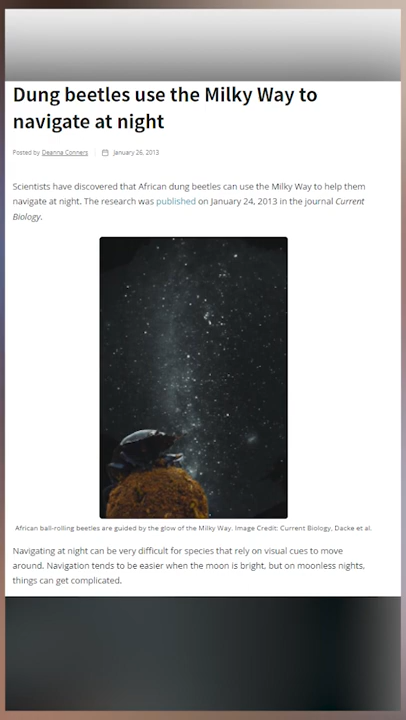 Dung beetles use the Milky Way to
navigate at night
Posted by Deanna Conners January 26, 2013
Scientists have discovered that African dung beetles can use the Milky Way to help them
navigate at night. The research was published on January 24, 2013 in the journal Current
Biology.
African ball-rolling beetles are guided by the glow of the Milky Way. Image Credit: Current Biology, Dacke et al.
Navigating at night can be very difficult for species that rely on visual cues to move
around. Navigation tends to be easier when the moon is bright, but on moonless nights,
things can get complicated.